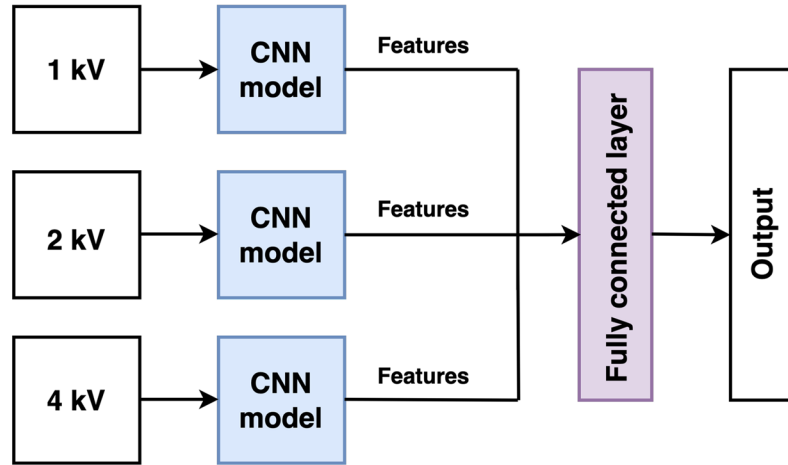 1 kV
CNN
model
Features
2 kV
CNN
model
Features
4 kV
CNN
model
Features
Fully connected layer
Output